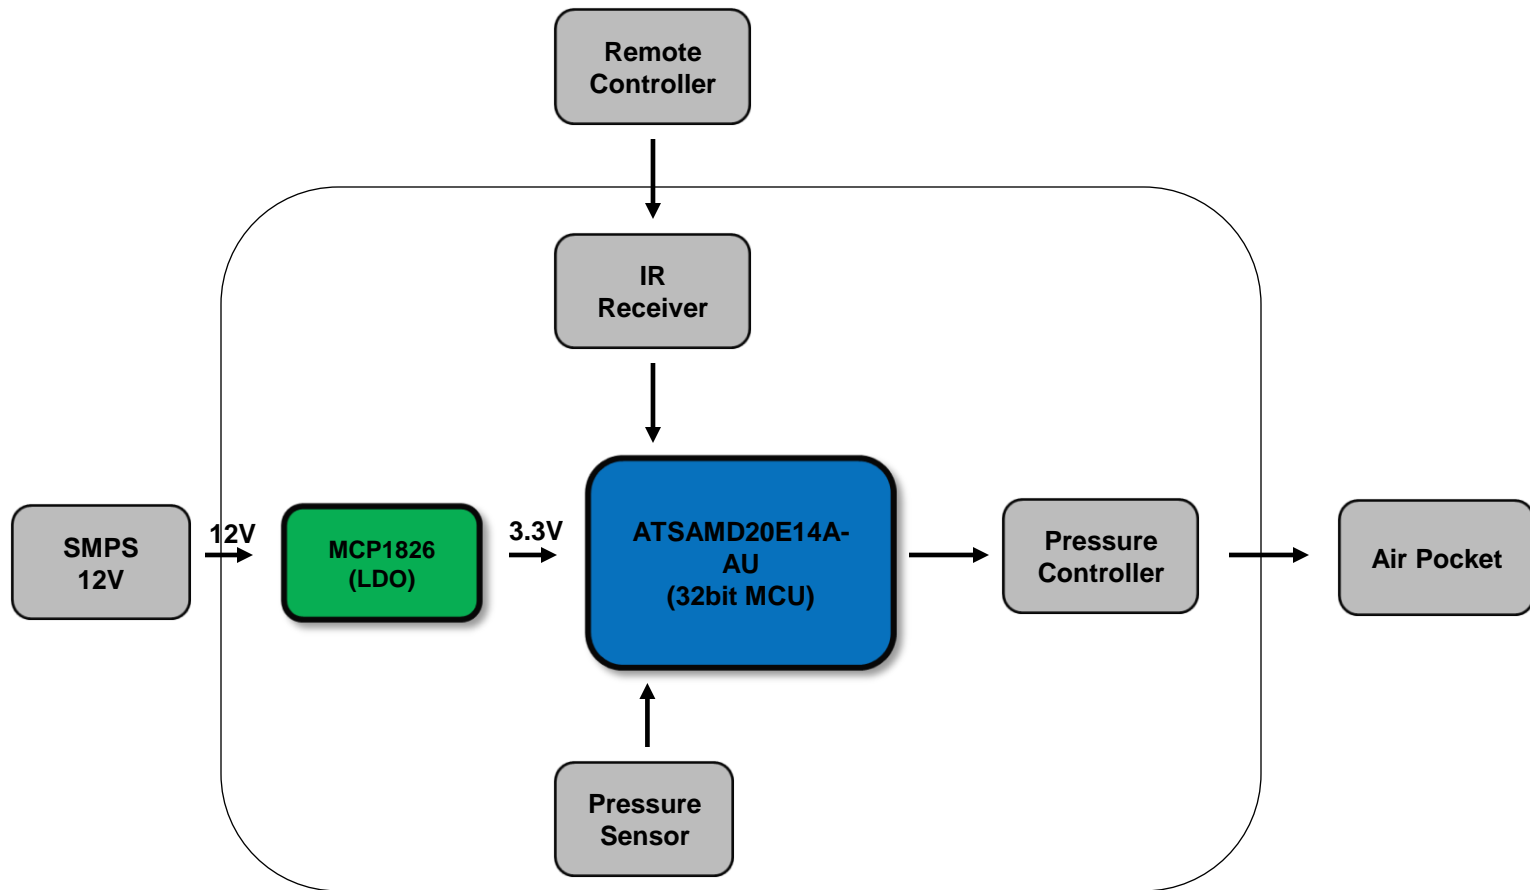 Remote
Controller
IR
Receiver
SMPS
12V
12V
MCP1826
(LDO)
3.3V
ATSAMD20E14A-
AU
(32bit MCU)
Pressure
Controller
Air Pocket
Pressure
Sensor